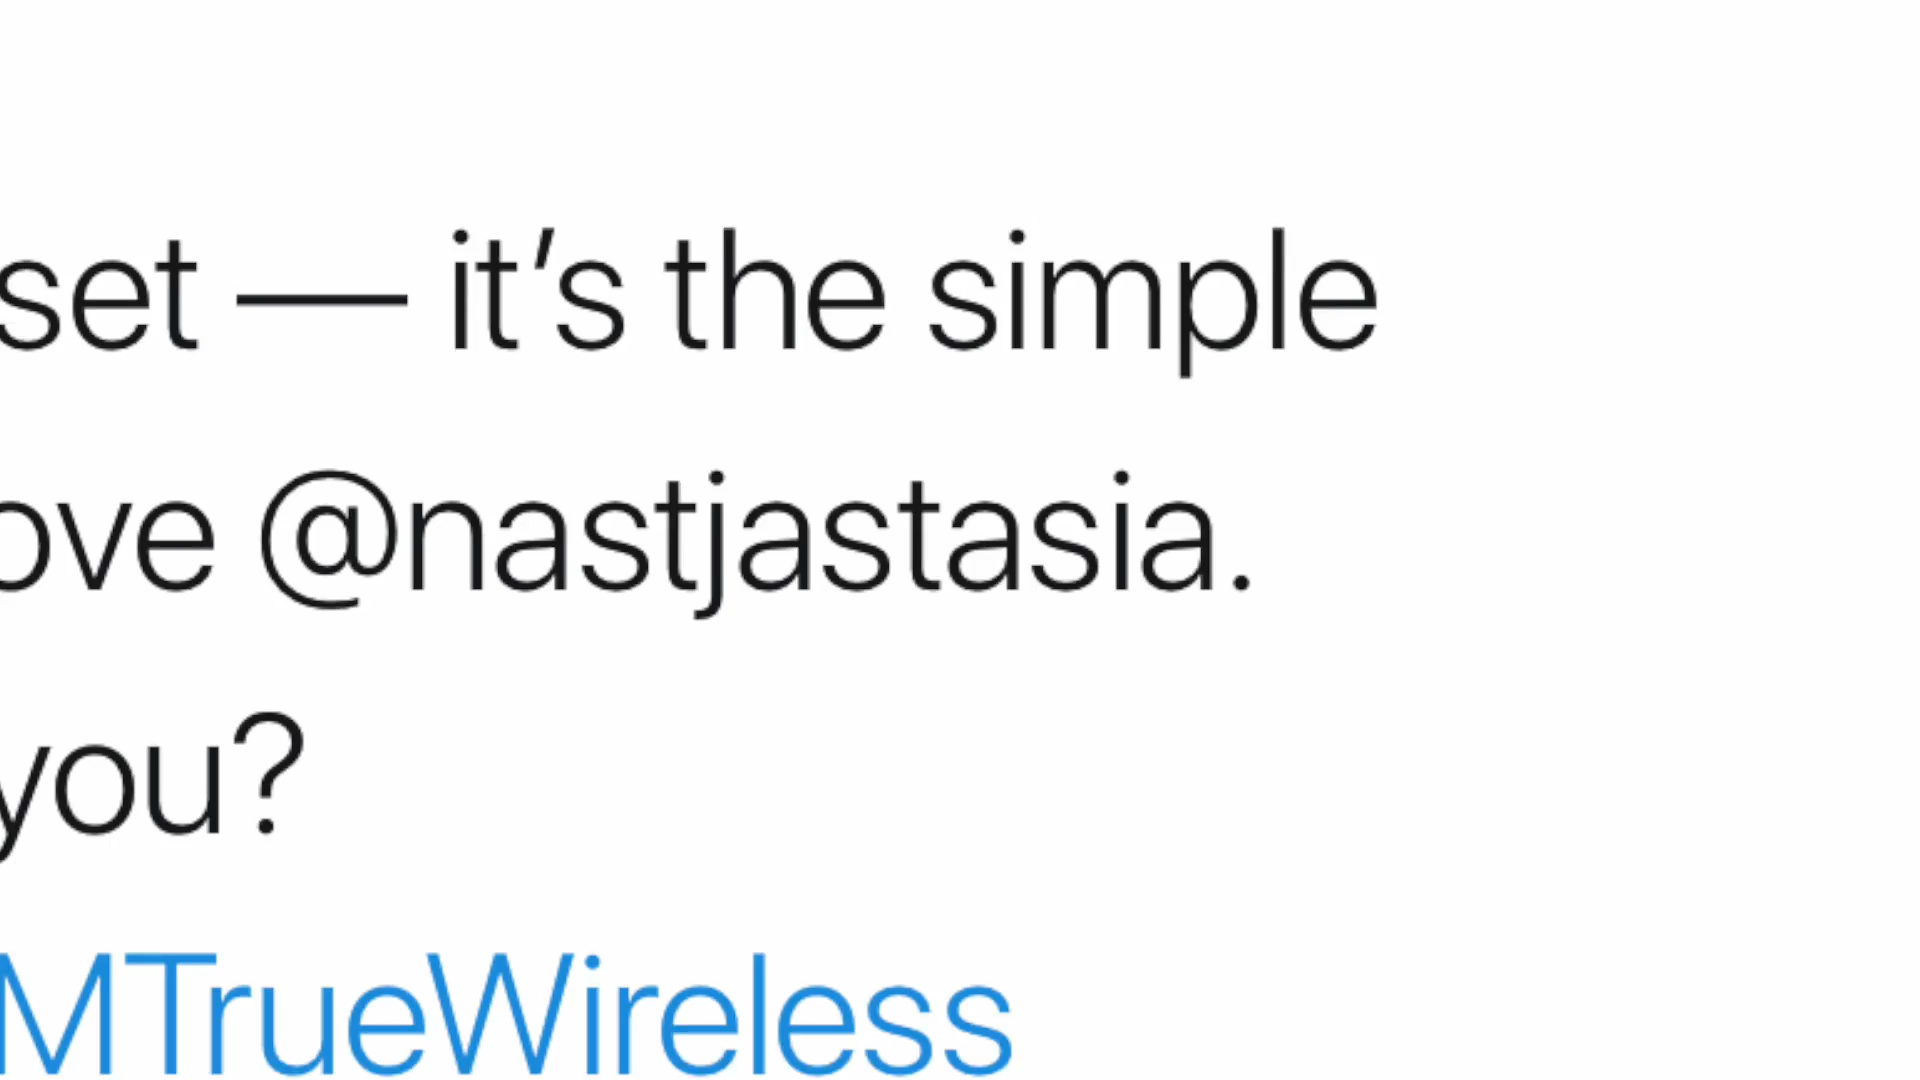 set — it’s the simple
ove @nastjastasia.
you?
MTrueWireless